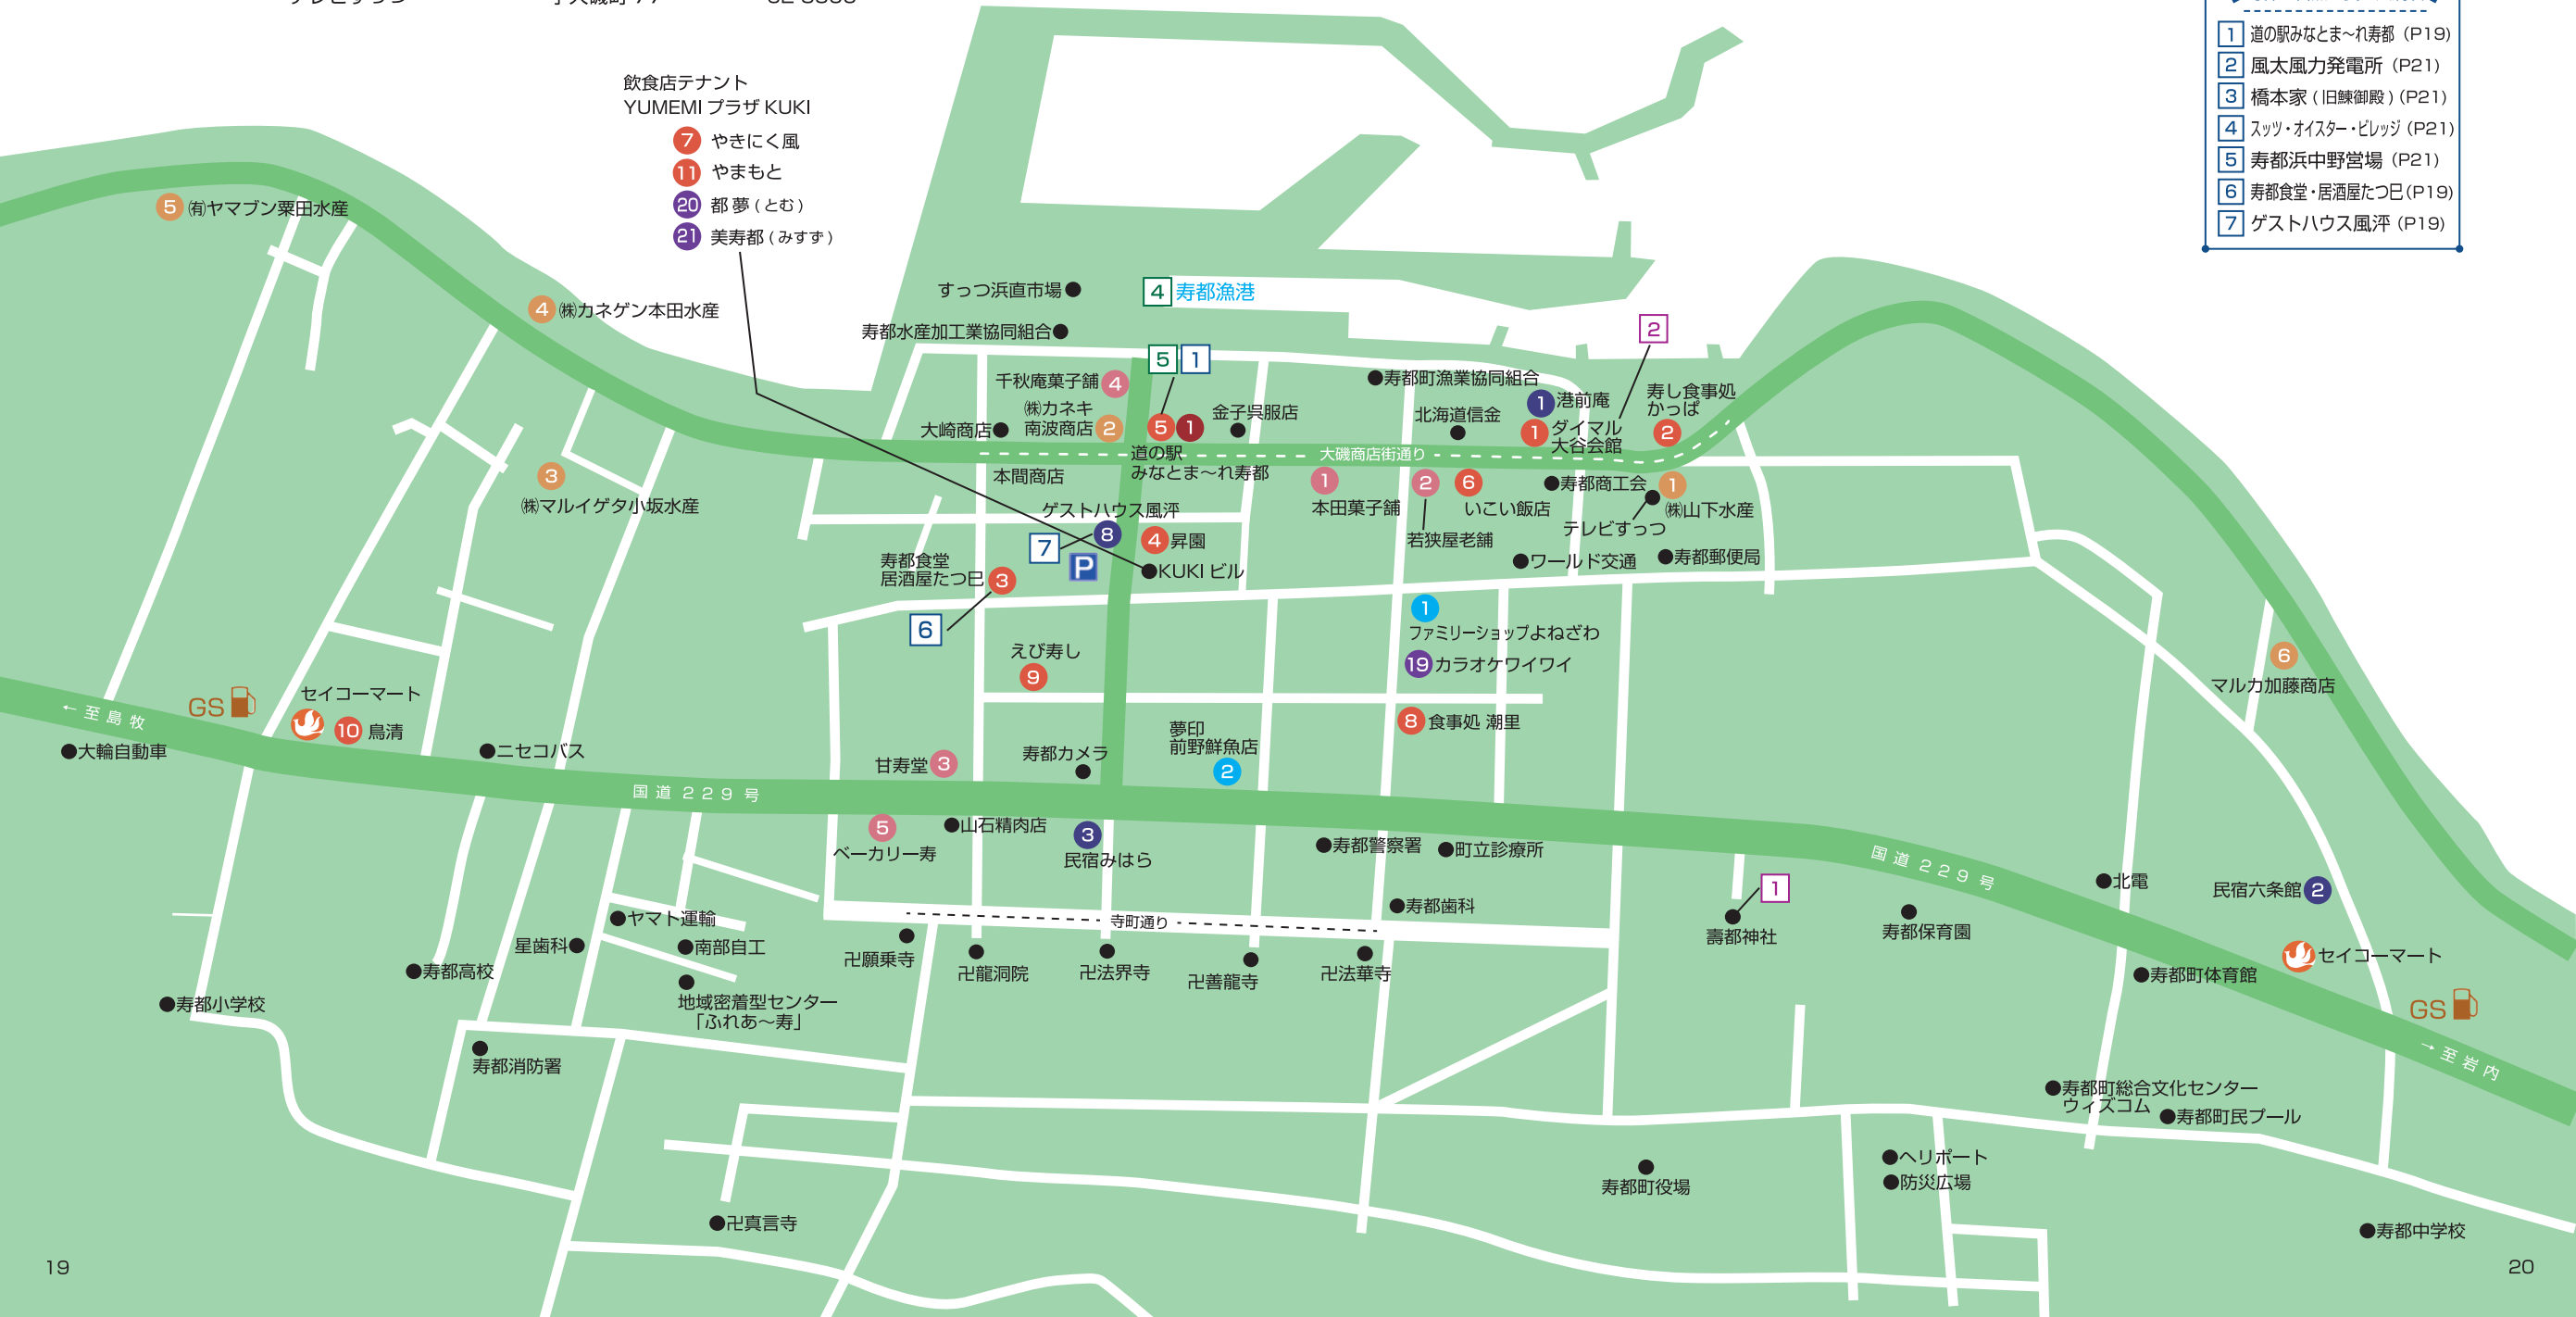 飲食店テナント
YUMEMI プラザ KUKI
7 やきにく風
11 やまもと
20 都 夢 ( とむ )
21 美寿都 ( みすず )
1 道の駅みなとま〜れ寿都 (P19)
2 風太風力発電所 (P21)
3 橋本家 ( 旧鰊御殿 ) (P21)
4 スッツ・オイスター・ビレッジ (P21)
5 寿都浜中野営場 (P21)
6 寿都食堂・居酒屋たつ巳 (P19)
7 ゲストハウス風泙 (P19)
5 ㈲ヤマブン粟田水産
4 ㈱カネゲン本田水産
3
㈱マルイゲタ小坂水産
すっつ浜直市場
4 寿都漁港
寿都水産加工業協同組合
5 1
2
千秋庵菓子舗 4
㈱カネキ
南波商店 2
大崎商店
5 1
金子呉服店
道の駅
みなとま〜れ寿都
本間商店
寿都町漁業協同組合
北海道信金
1 港前庵
1 ダイマル
大谷会館
寿し食事処
かっぱ
2
大磯商店街通り
1
本田菓子舗
2
若狭屋老舗
6
いこい飯店
寿都商工会
1
㈱山下水産
テレビすっつ
ワールド交通
寿都郵便局
ゲストハウス風泙
7 8
P
4 昇園
KUKI ビル
寿都食堂
居酒屋たつ巳 3
6
えび寿し
9
1
ファミリーショップよねざわ
19 カラオケワイワイ
8 食事処 潮里
6
マルカ加藤商店
←至島牧
GS
セイコーマート
10 鳥清
大輪自動車
ニセコバス
甘寿堂 3
寿都カメラ
夢印
前野鮮魚店
2
国道229号
5
ベーカリー寿
山石精肉店
3
民宿みはら
寿都警察署
町立診療所
国道229号
1
壽都神社
寿都保育園
北電
民宿六条館 2
セイコーマート
GS
→至岩内
寿都町体育館
寿都歯科
寺町通り
卍願乗寺
卍龍洞院
卍法界寺
卍善龍寺
卍法華寺
ヤマト運輸
星歯科
南部自工
地域密着型センター
「ふれあ〜寿」
寿都高校
寿都小学校
寿都消防署
寿都町総合文化センター
ウィズコム
寿都町民プール
ヘリポート
防災広場
寿都町役場
卍真言寺
寿都中学校
19
20